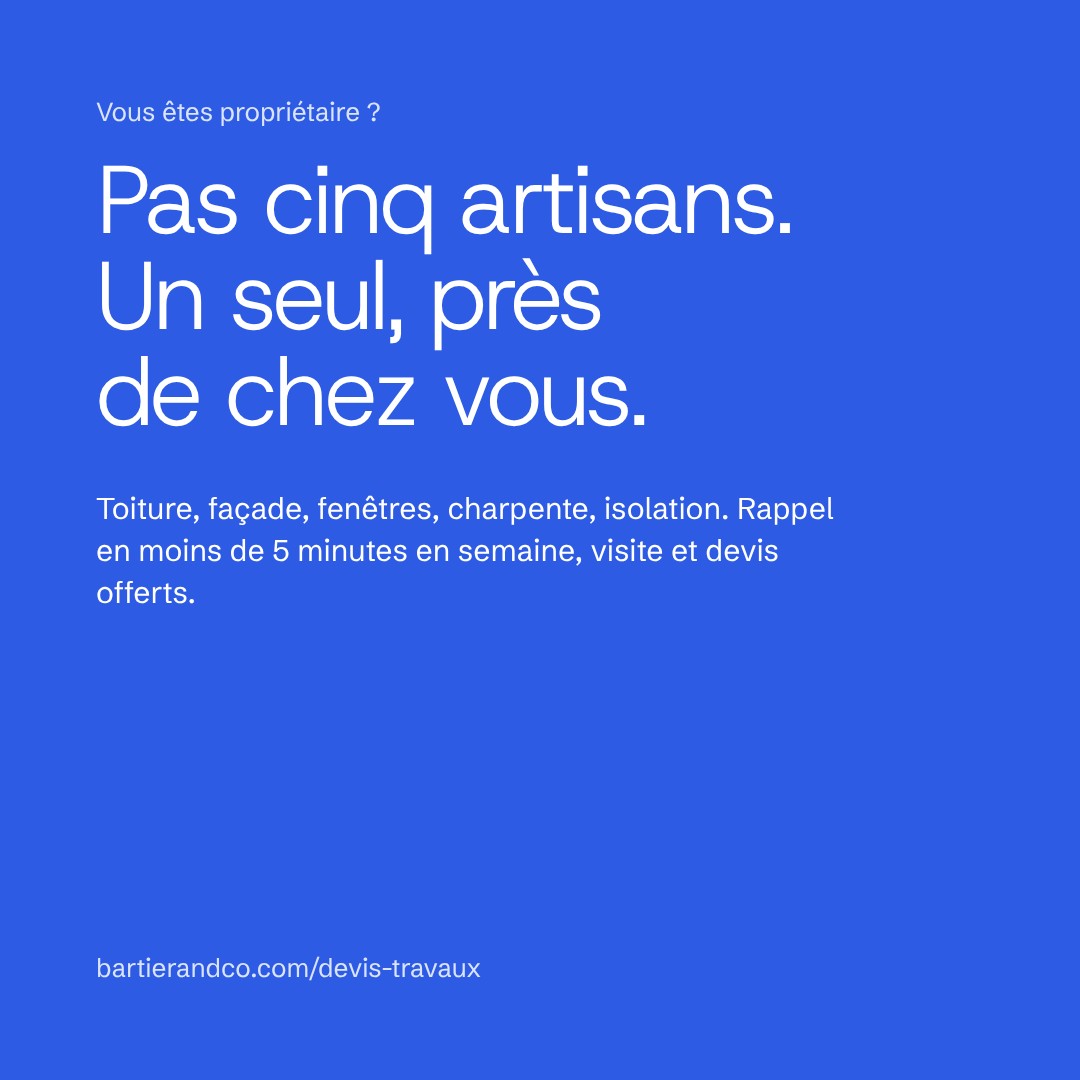 Vous êtes propriétaire ?
Pas cinq artisans.
Un seul, près
de chez vous.
Toiture, façade, fenêtres, charpente, isolation. Rappel
en moins de 5 minutes en semaine, visite et devis
offerts.
bartierandco.com/devis-travaux